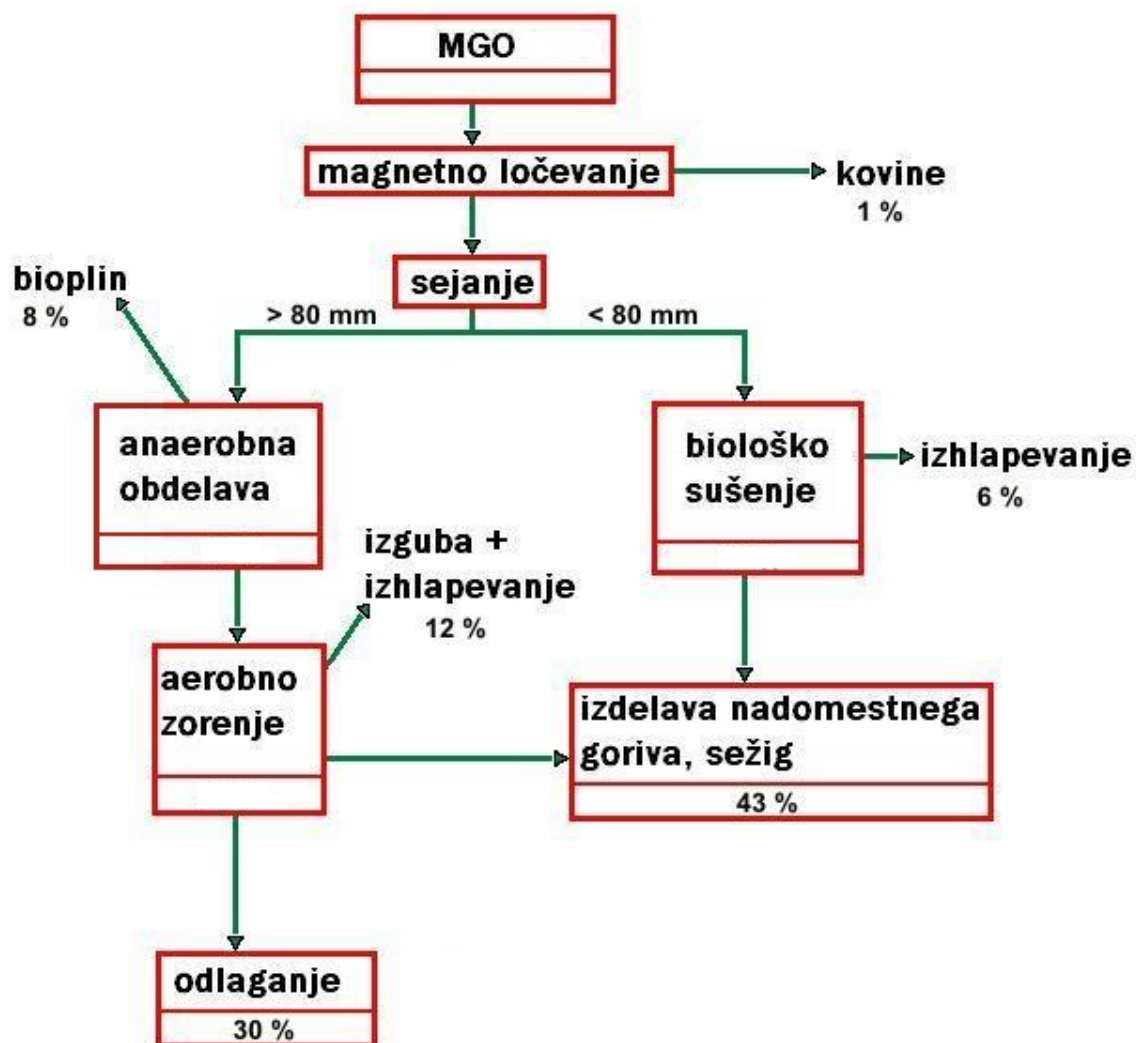 MGO
magnetno ločevanje
kovine
1 %
sejanje
bioplin
8 %
> 80 mm
< 80 mm
anaerobna
obdelava
biološko
sušenje
izhlapevanje
6 %
izguba +
izhlapevanje
12 %
aerobno
zorenje
izdelava nadomestnega
goriva, sežig
43 %
odlaganje
30 %